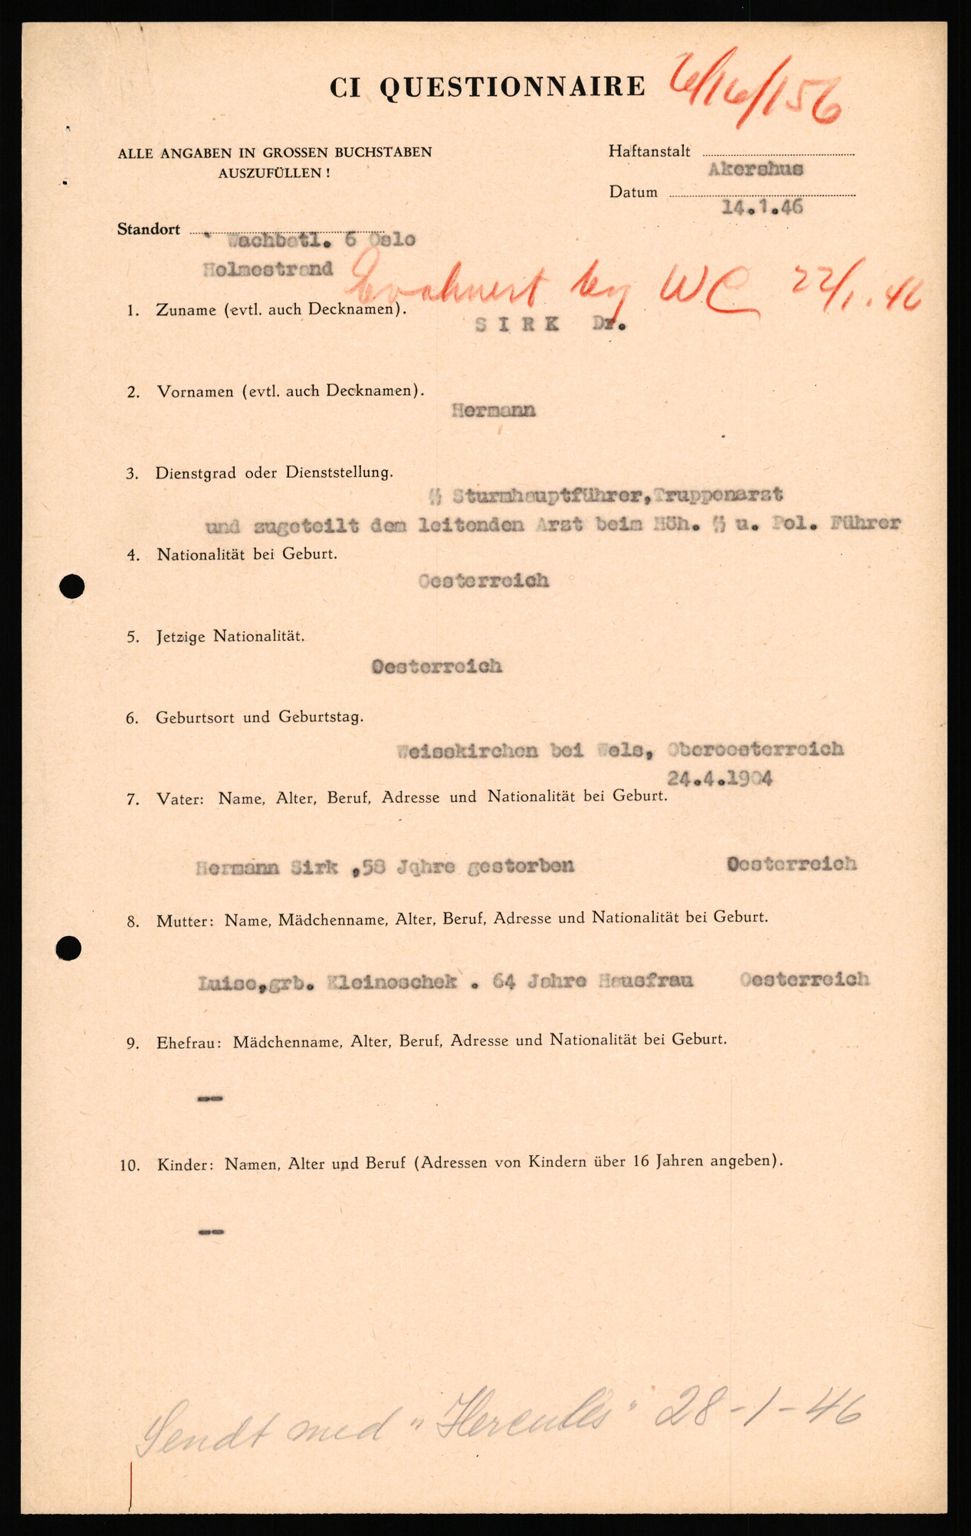 CI QUESTIONNAIRE
6/16/156
ALLE ANGABEN IN GROSSEN BUCHSTABEN
AUSZUFÜLLEN !
Haftanstalt
Akershus
Datum
14.1.46
Standort
Wachbatl. 6 Oslo
Holmestrand
by WC 22/1.46
1. Zuname (evtl. auch Decknamen).
S I R K Dr.
2. Vornamen (evtl. auch Decknamen).
Hermann
3. Dienstgrad oder Dienststellung.
ᛋᛋ Sturmhauptführer,Truppenarzt
und zugeteilt dem leitenden Arzt beim Höh. ᛋᛋ u. Pol. Führer
4. Nationalität bei Geburt.
Oesterreich
5. Jetzige Nationalität.
Oesterreich
6. Geburtsort und Geburtstag.
Weisskirchen bei Wels, Oberoesterreich
24.4.1904
7. Vater: Name, Alter, Beruf, Adresse und Nationalität bei Geburt.
Hermann Sirk ,58 Jahre gestorben Oesterreich
8. Mutter: Name, Mädchenname, Alter, Beruf, Adresse und Nationalität bei Geburt.
Luise,grb. Kleinoschek . 64 Jahre Hausfrau Oesterreich
9. Ehefrau: Mädchenname, Alter, Beruf, Adresse und Nationalität bei Geburt.
--
10. Kinder: Namen, Alter und Beruf (Adressen von Kindern über 16 Jahren angeben).
--
Sendt med "Hercules" 28-1-46